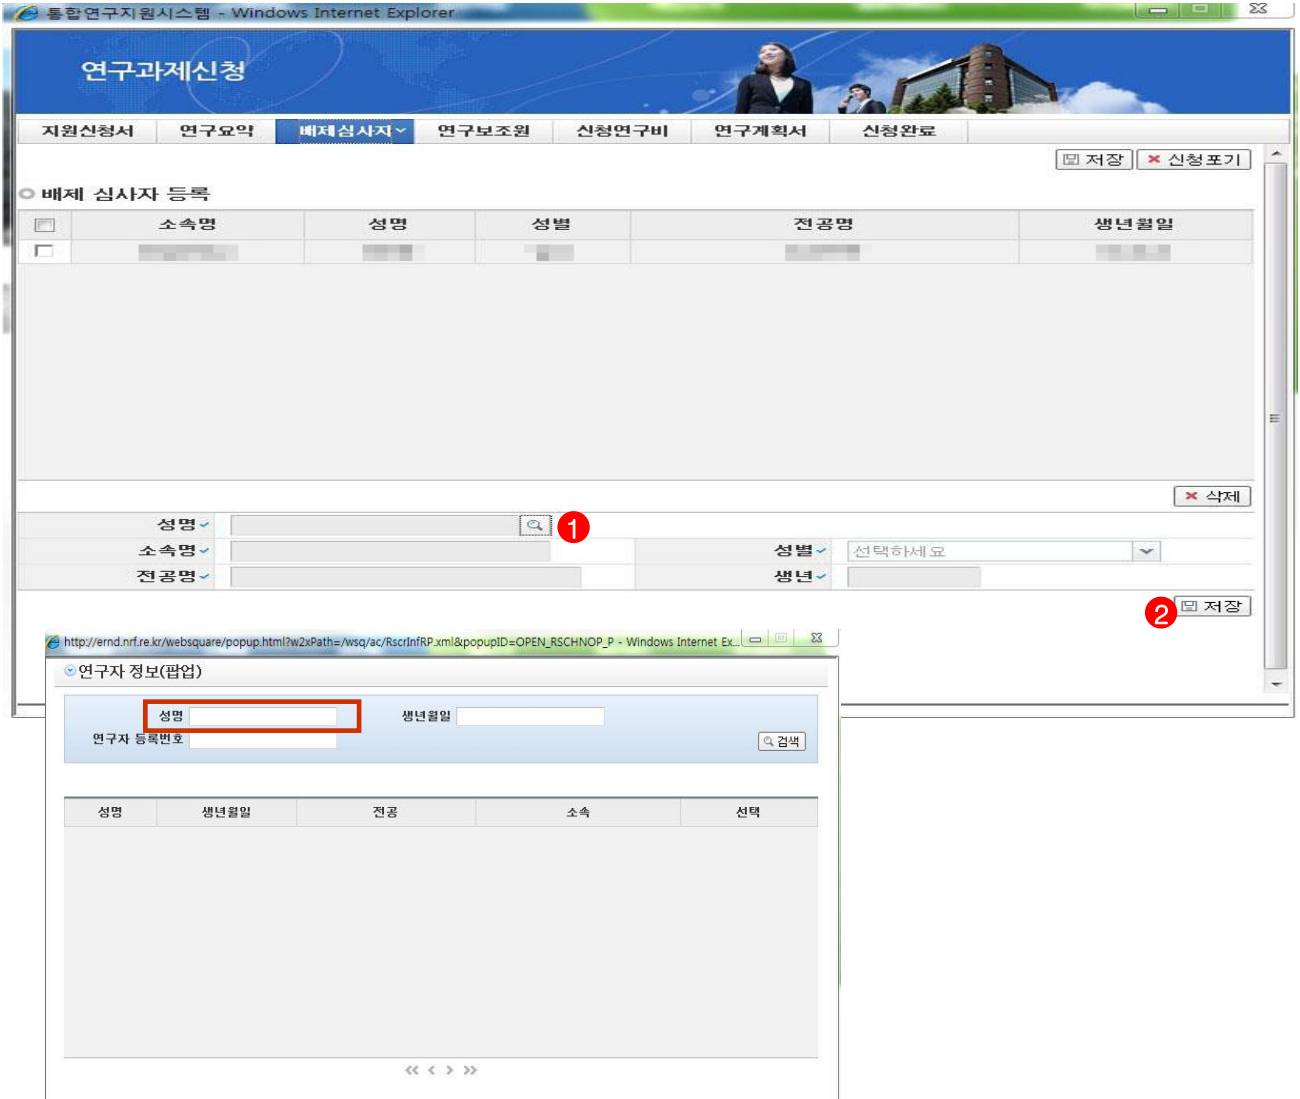 통합연구지원시스템 - Windows Internet Explorer
연구과제신청
지원신청서 연구요약 배제심사자 연구보조원 신청연구비 연구계획서 신청완료
저장 신청포기
배제 심사자 등록
소속명 성명 성별 전공명 생년월일
삭제
성명 1
소속명 성별 선택하세요
전공명 생년
2 저장
http://ernd.nrf.re.kr/websquare/popup.html?w2xPath=/wsq/ac/RscrInfRP.xml&popupID=OPEN_RSCHNOP_P - Windows Internet Ex...
연구자 정보(팝업)
성명 생년월일
연구자 등록번호 검색
성명 생년월일 전공 소속 선택